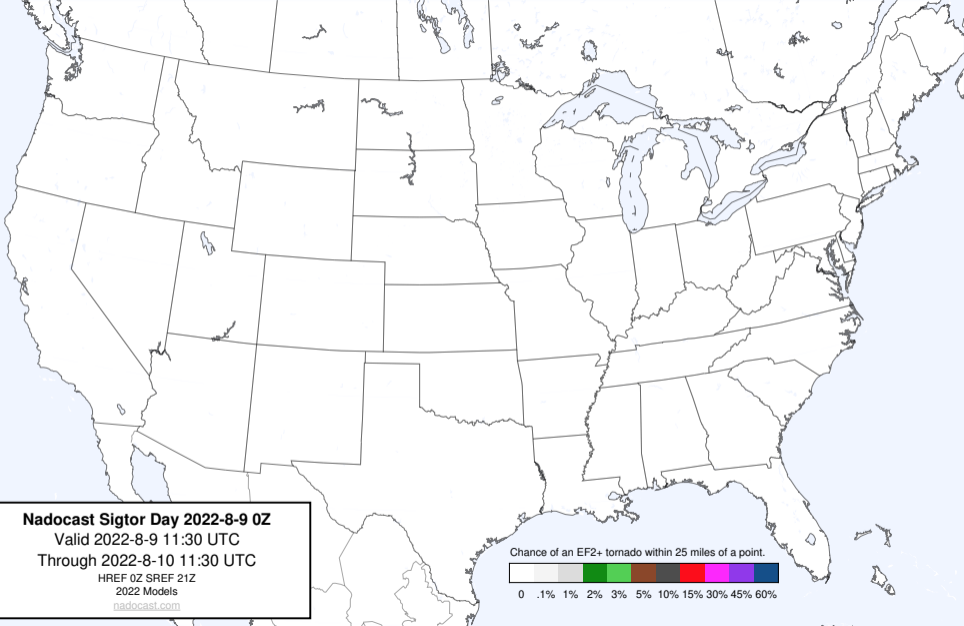 Nadocast Sigtor Day 2022-8-9 0Z
Valid 2022-8-9 11:30 UTC
Through 2022-8-10 11:30 UTC
HREF 0Z SREF 21Z
2022 Models
nadocast.com
Chance of an EF2+ tornado within 25 miles of a point.
0 .1% 1% 2% 3% 5% 10% 15% 30% 45% 60%